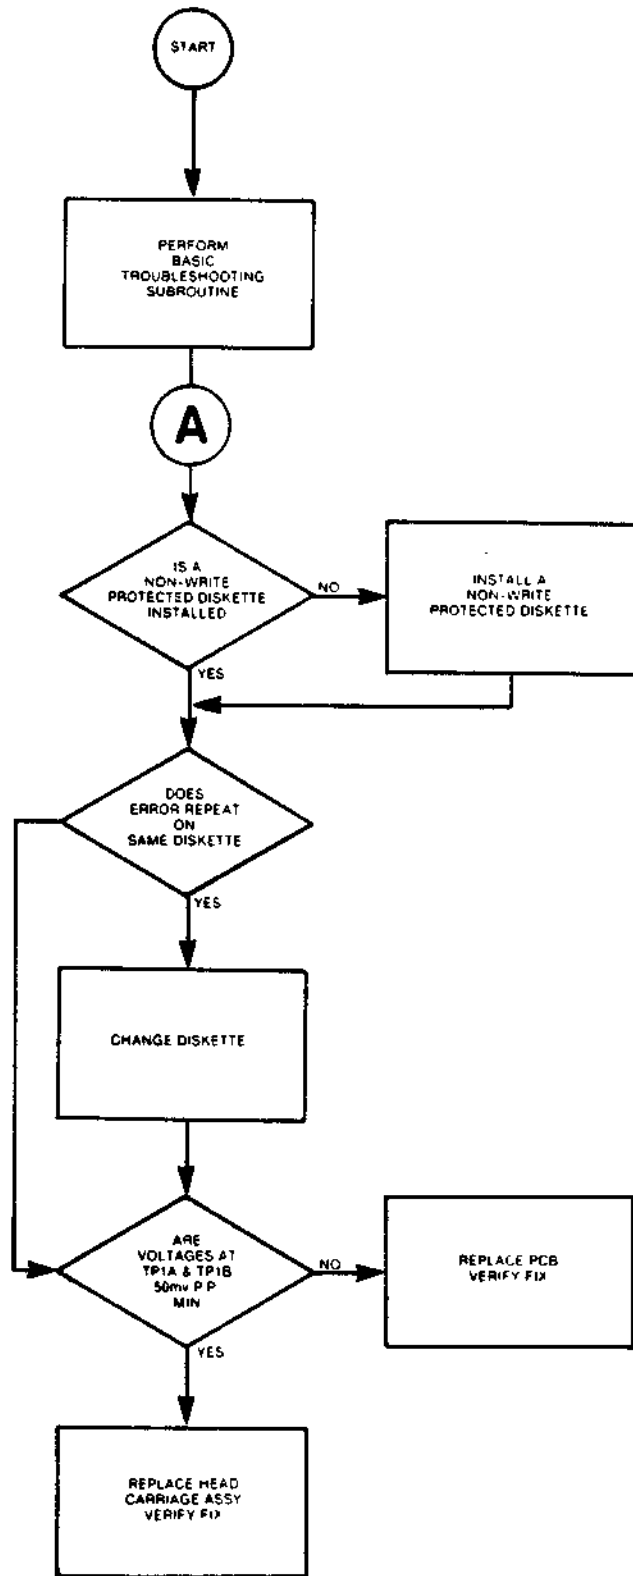 START
PERFORM
BASIC
TROUBLESHOOTING
SUBROUTINE
A
IS A
NON-WRITE
PROTECTED DISKETTE
INSTALLED
NO
INSTALL A
NON-WRITE
PROTECTED DISKETTE
YES
DOES
ERROR REPEAT
ON
SAME DISKETTE
YES
CHANGE DISKETTE
ARE
VOLTAGES AT
TP1A & TP1B
50mv P P
MIN
NO
REPLACE PCB
VERIFY FIX
YES
REPLACE HEAD
CARRIAGE ASSY
VERIFY FIX